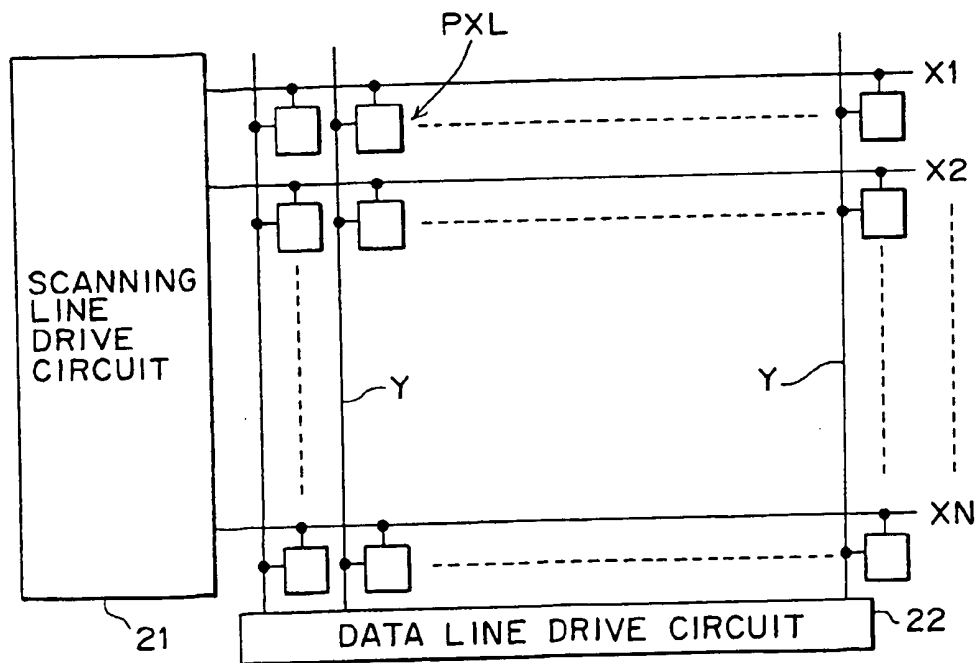 PXL
X1
X2
SCANNING
LINE
DRIVE
CIRCUIT
Y
Y
XN
21
DATA LINE DRIVE CIRCUIT
22